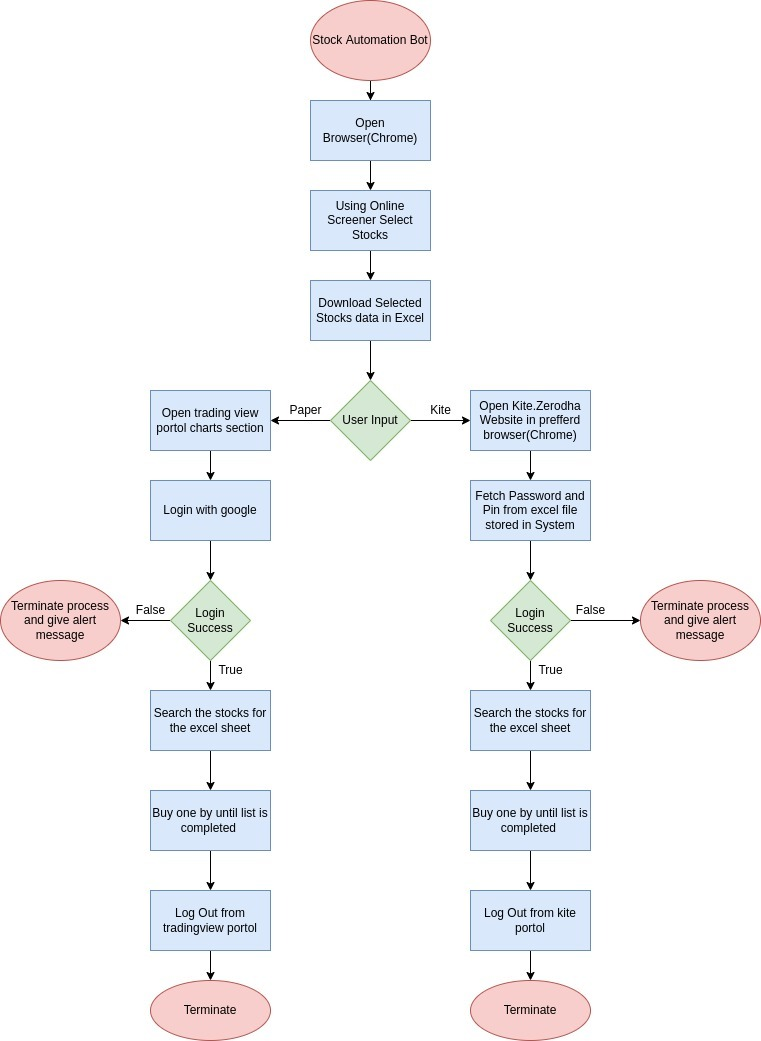 Stock Automation Bot
Open
Browser(Chrome)
Using Online
Screener Select
Stocks
Download Selected
Stocks data in Excel
User Input
Paper
Kite
Open trading view
portol charts section
Open Kite.Zerodha
Website in prefferd
browser(Chrome)
Login with google
Fetch Password and
Pin from excel file
stored in System
Login
Success
False
Terminate process
and give alert
message
True
Login
Success
False
Terminate process
and give alert
message
True
Search the stocks for
the excel sheet
Search the stocks for
the excel sheet
Buy one by until list is
completed
Buy one by until list is
completed
Log Out from
tradingview portol
Log Out from kite
portol
Terminate
Terminate